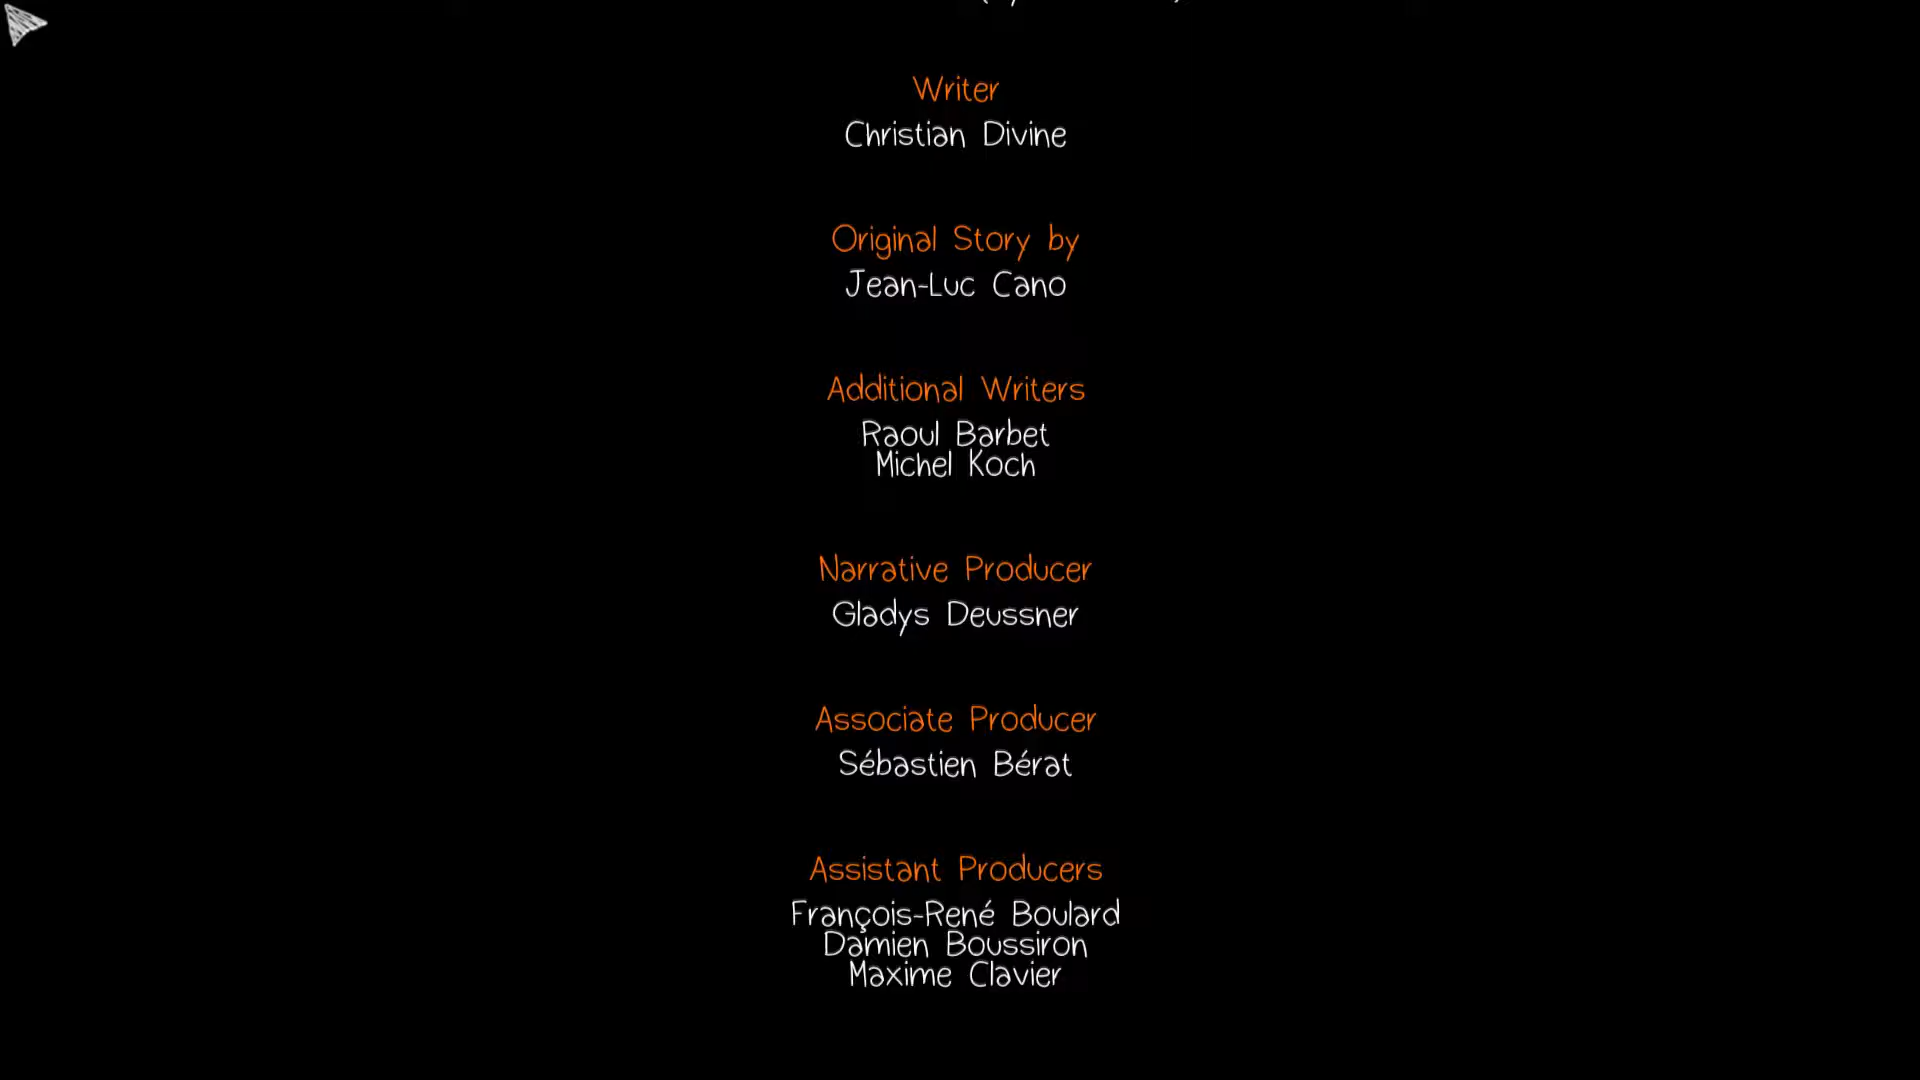 Writer
Christian Divine
Original Story by
Jean-Luc Cano
Additional Writers
Raoul Barbet
Michel Koch
Narrative Producer
Gladys Deussner
Associate Producer
Sébastien Bérat
Assistant Producers
François-René Boulard
Damien Boussiron
Maxime Clavier